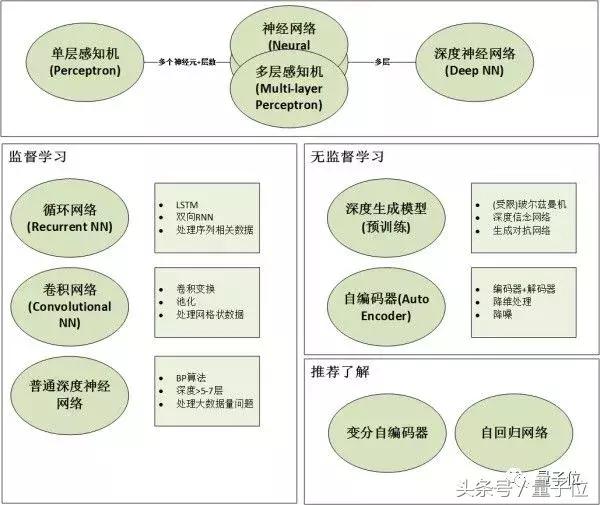 单层感知机
(Perceptron)
多个神经元+层数
神经网络
(Neural
多层感知机
(Multi-layer
Perceptron)
多层
深度神经网络
(Deep NN)
监督学习
循环网络
(Recurrent NN)
LSTM
双向RNN
处理序列相关数据
卷积网络
(Convolutional
NN)
卷积变换
池化
处理网格状数据
普通深度神经
网络
BP算法
深度>5-7层
处理大数据量问题
无监督学习
深度生成模型
(预训练)
(受限)玻尔兹曼机
深度信念网络
生成对抗网络
自编码器(Auto
Encoder)
编码器+解码器
降维处理
降噪
推荐了解
变分自编码器
自回归网络
量子位
头条号/量子位